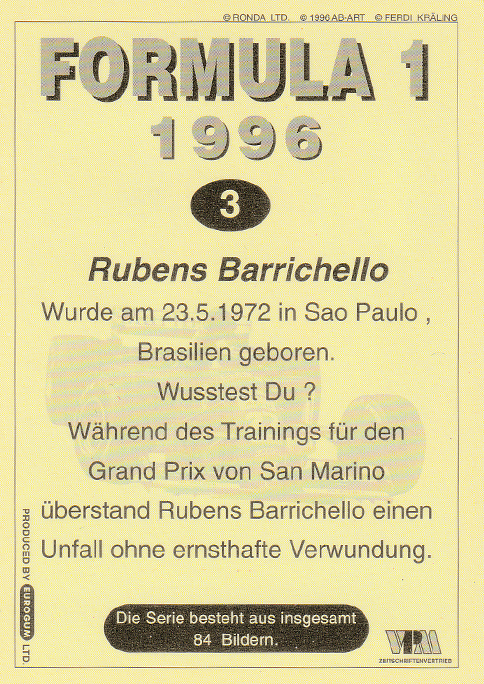 © RONDA LTD. © 1996 AB-ART © FERDI KRÄLING
FORMULA 1
1996
3
Rubens Barrichello
Wurde am 23.5.1972 in Sao Paulo ,
Brasilien geboren.
Wusstest Du ?
Während des Trainings für den
Grand Prix von San Marino
überstand Rubens Barrichello einen
Unfall ohne ernsthafte Verwundung.
PRODUCED BY EUROGUM LTD.
Die Serie besteht aus insgesamt
84 Bildern.
VPM
ZEITSCHRIFTENVERTRIEB